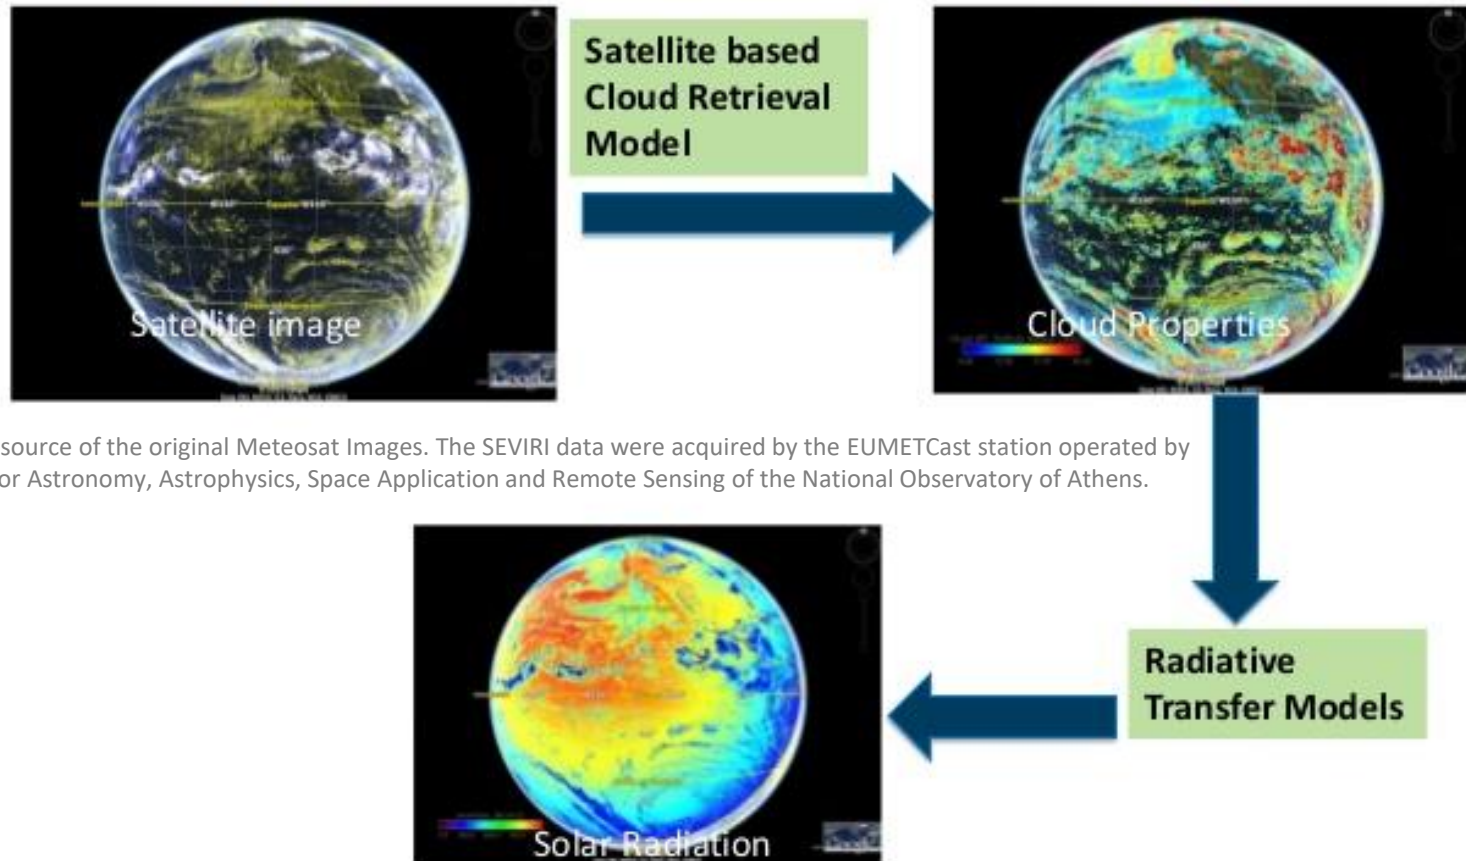 Satellite based
Cloud Retrieval
Model
Satellite image
Cloud Properties
source of the original Meteosat Images. The SEVIRI data were acquired by the EUMETCast station operated by
or Astronomy, Astrophysics, Space Application and Remote Sensing of the National Observatory of Athens.
Radiative
Transfer Models
Solar Radiation